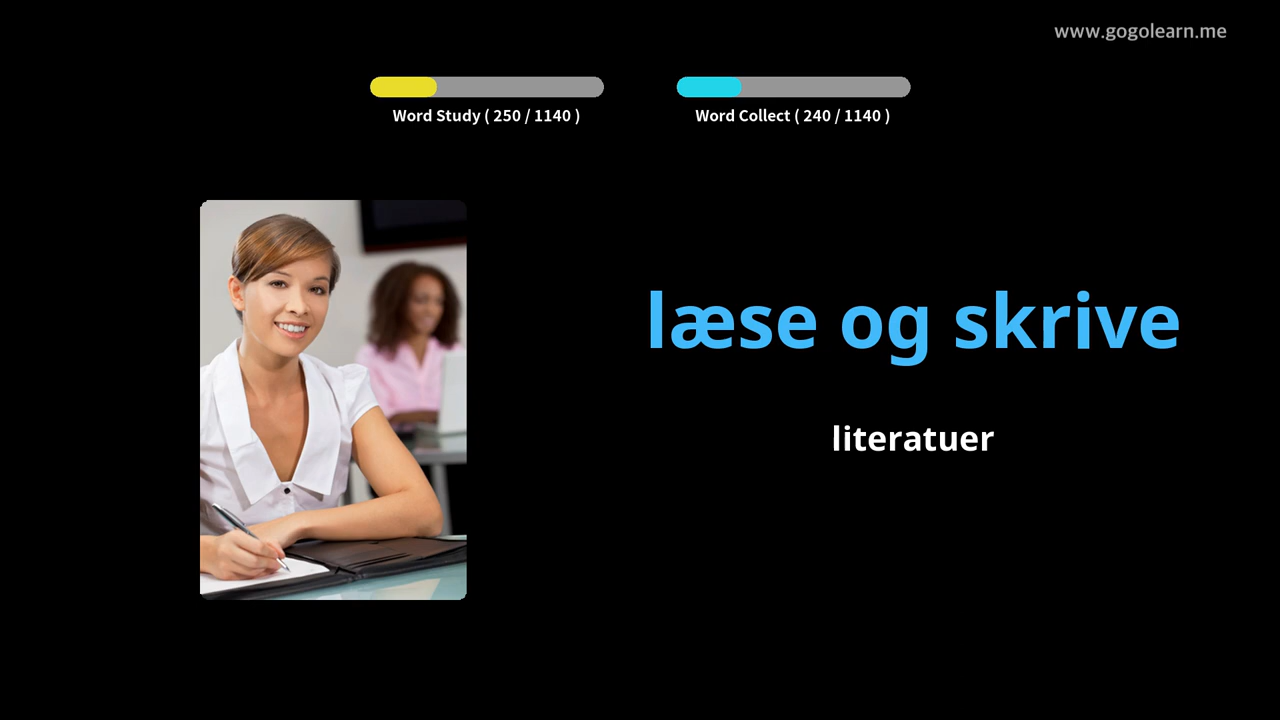 www.gogolearn.me
Word Study ( 250 / 1140 )
Word Collect ( 240 / 1140 )
læse og skrive
literatuer